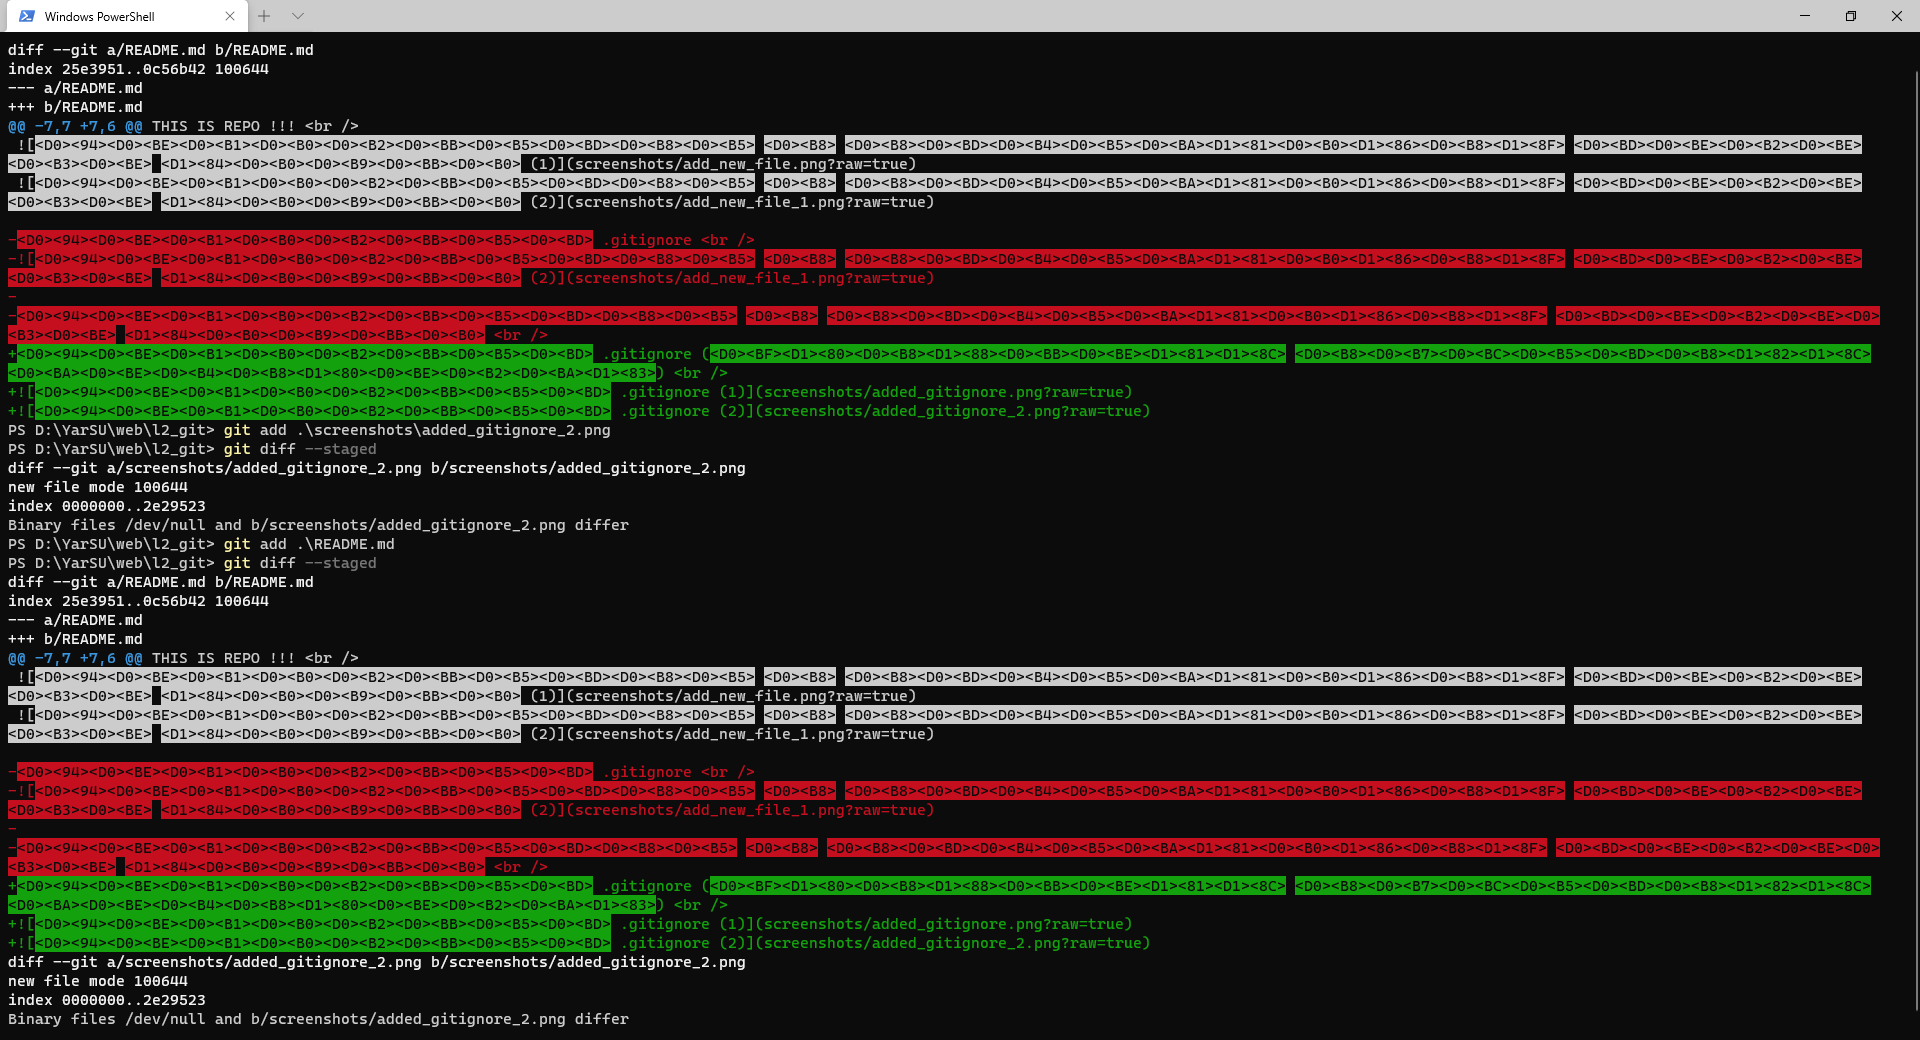 Windows PowerShell
diff --git a/README.md b/README.md
index 25e3951..0c56b42 100644
--- a/README.md
+++ b/README.md
@@ -7,7 +7,6 @@ THIS IS REPO !!! <br />
 ![<D0><94><D0><BE><D0><B1><D0><B0><D0><B2><D0><BB><D0><B5><D0><BD><D0><B8><D0><B5> <D0><B8> <D0><B8><D0><BD><D0><B4><D0><B5><D0><BA><D1><81><D0><B0><D1><86><D0><B8><D1><8F> <D0><BD><D0><BE><D0><B2><D0><BE>
<D0><B3><D0><BE> <D1><84><D0><B0><D0><B9><D0><BB><D0><B0> (1)](screenshots/add_new_file.png?raw=true)
 ![<D0><94><D0><BE><D0><B1><D0><B0><D0><B2><D0><BB><D0><B5><D0><BD><D0><B8><D0><B5> <D0><B8> <D0><B8><D0><BD><D0><B4><D0><B5><D0><BA><D1><81><D0><B0><D1><86><D0><B8><D1><8F> <D0><BD><D0><BE><D0><B2><D0><BE>
<D0><B3><D0><BE> <D1><84><D0><B0><D0><B9><D0><BB><D0><B0> (2)](screenshots/add_new_file_1.png?raw=true)
-<D0><94><D0><BE><D0><B1><D0><B0><D0><B2><D0><BB><D0><B5><D0><BD> .gitignore <br />
-![<D0><94><D0><BE><D0><B1><D0><B0><D0><B2><D0><BB><D0><B5><D0><BD><D0><B8><D0><B5> <D0><B8> <D0><B8><D0><BD><D0><B4><D0><B5><D0><BA><D1><81><D0><B0><D1><86><D0><B8><D1><8F> <D0><BD><D0><BE><D0><B2><D0><BE>
<D0><B3><D0><BE> <D1><84><D0><B0><D0><B9><D0><BB><D0><B0> (2)](screenshots/add_new_file_1.png?raw=true)
-
-<D0><94><D0><BE><D0><B1><D0><B0><D0><B2><D0><BB><D0><B5><D0><BD><D0><B8><D0><B5> <D0><B8> <D0><B8><D0><BD><D0><B4><D0><B5><D0><BA><D1><81><D0><B0><D1><86><D0><B8><D1><8F> <D0><BD><D0><BE><D0><B2><D0><BE><D0>
<B3><D0><BE> <D1><84><D0><B0><D0><B9><D0><BB><D0><B0> <br />
+<D0><94><D0><BE><D0><B1><D0><B0><D0><B2><D0><BB><D0><B5><D0><BD> .gitignore (<D0><BF><D1><80><D0><B8><D1><88><D0><BB><D0><BE><D1><81><D1><8C> <D0><B8><D0><B7><D0><BC><D0><B5><D0><BD><D0><B8><D1><82><D1><8C>
<D0><BA><D0><BE><D0><B4><D0><B8><D1><80><D0><BE><D0><B2><D0><BA><D1><83>) <br />
+![<D0><94><D0><BE><D0><B1><D0><B0><D0><B2><D0><BB><D0><B5><D0><BD> .gitignore (1)](screenshots/added_gitignore.png?raw=true)
+![<D0><94><D0><BE><D0><B1><D0><B0><D0><B2><D0><BB><D0><B5><D0><BD> .gitignore (2)](screenshots/added_gitignore_2.png?raw=true)
PS D:\YarSU\web\l2_git> git add .\screenshots\added_gitignore_2.png
PS D:\YarSU\web\l2_git> git diff --staged
diff --git a/screenshots/added_gitignore_2.png b/screenshots/added_gitignore_2.png
new file mode 100644
index 0000000..2e29523
Binary files /dev/null and b/screenshots/added_gitignore_2.png differ
PS D:\YarSU\web\l2_git> git add .\README.md
PS D:\YarSU\web\l2_git> git diff --staged
diff --git a/README.md b/README.md
index 25e3951..0c56b42 100644
--- a/README.md
+++ b/README.md
@@ -7,7 +7,6 @@ THIS IS REPO !!! <br />
 ![<D0><94><D0><BE><D0><B1><D0><B0><D0><B2><D0><BB><D0><B5><D0><BD><D0><B8><D0><B5> <D0><B8> <D0><B8><D0><BD><D0><B4><D0><B5><D0><BA><D1><81><D0><B0><D1><86><D0><B8><D1><8F> <D0><BD><D0><BE><D0><B2><D0><BE>
<D0><B3><D0><BE> <D1><84><D0><B0><D0><B9><D0><BB><D0><B0> (1)](screenshots/add_new_file.png?raw=true)
 ![<D0><94><D0><BE><D0><B1><D0><B0><D0><B2><D0><BB><D0><B5><D0><BD><D0><B8><D0><B5> <D0><B8> <D0><B8><D0><BD><D0><B4><D0><B5><D0><BA><D1><81><D0><B0><D1><86><D0><B8><D1><8F> <D0><BD><D0><BE><D0><B2><D0><BE>
<D0><B3><D0><BE> <D1><84><D0><B0><D0><B9><D0><BB><D0><B0> (2)](screenshots/add_new_file_1.png?raw=true)
-<D0><94><D0><BE><D0><B1><D0><B0><D0><B2><D0><BB><D0><B5><D0><BD> .gitignore <br />
-![<D0><94><D0><BE><D0><B1><D0><B0><D0><B2><D0><BB><D0><B5><D0><BD><D0><B8><D0><B5> <D0><B8> <D0><B8><D0><BD><D0><B4><D0><B5><D0><BA><D1><81><D0><B0><D1><86><D0><B8><D1><8F> <D0><BD><D0><BE><D0><B2><D0><BE>
<D0><B3><D0><BE> <D1><84><D0><B0><D0><B9><D0><BB><D0><B0> (2)](screenshots/add_new_file_1.png?raw=true)
-
-<D0><94><D0><BE><D0><B1><D0><B0><D0><B2><D0><BB><D0><B5><D0><BD><D0><B8><D0><B5> <D0><B8> <D0><B8><D0><BD><D0><B4><D0><B5><D0><BA><D1><81><D0><B0><D1><86><D0><B8><D1><8F> <D0><BD><D0><BE><D0><B2><D0><BE><D0>
<B3><D0><BE> <D1><84><D0><B0><D0><B9><D0><BB><D0><B0> <br />
+<D0><94><D0><BE><D0><B1><D0><B0><D0><B2><D0><BB><D0><B5><D0><BD> .gitignore (<D0><BF><D1><80><D0><B8><D1><88><D0><BB><D0><BE><D1><81><D1><8C> <D0><B8><D0><B7><D0><BC><D0><B5><D0><BD><D0><B8><D1><82><D1><8C>
<D0><BA><D0><BE><D0><B4><D0><B8><D1><80><D0><BE><D0><B2><D0><BA><D1><83>) <br />
+![<D0><94><D0><BE><D0><B1><D0><B0><D0><B2><D0><BB><D0><B5><D0><BD> .gitignore (1)](screenshots/added_gitignore.png?raw=true)
+![<D0><94><D0><BE><D0><B1><D0><B0><D0><B2><D0><BB><D0><B5><D0><BD> .gitignore (2)](screenshots/added_gitignore_2.png?raw=true)
diff --git a/screenshots/added_gitignore_2.png b/screenshots/added_gitignore_2.png
new file mode 100644
index 0000000..2e29523
Binary files /dev/null and b/screenshots/added_gitignore_2.png differ